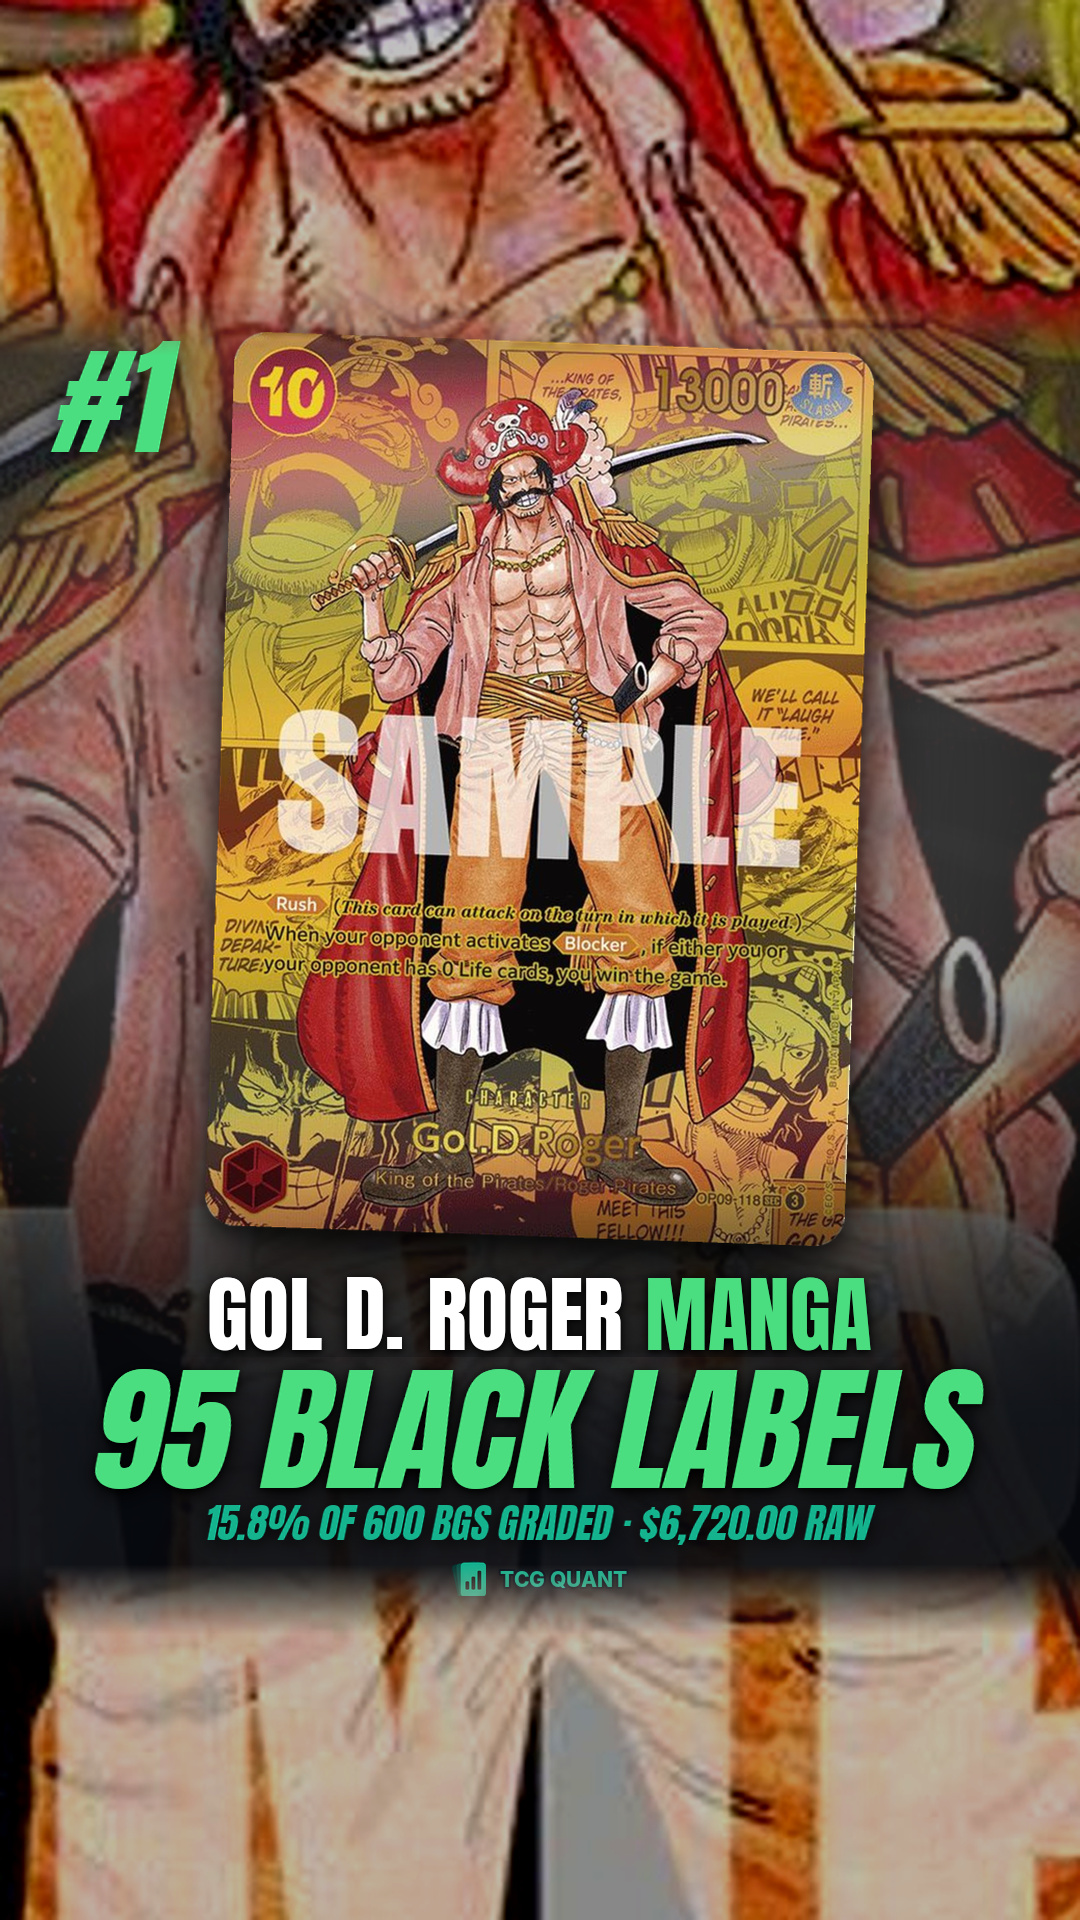 #1
10
13000
斬
SLASH
...KING OF
THE PIRATES,
PIRATES...
WE'LL CALL
IT "LAUGH
TALE."
SAMPLE
Rush (This card can attack on the turn in which it is played.)
When your opponent activates Blocker, if either you or
your opponent has 0 Life cards, you win the game.
DIVINE
DEPAR-
TURE
CHARACTER
Gol.D.Roger
King of the Pirates/Roger Pirates
OP09-118 SEC 3
MEET THIS
FELLOW!!!
GOL D. ROGER MANGA
95 BLACK LABELS
15.8% OF 600 BGS GRADED · $6,720.00 RAW
TCG QUANT